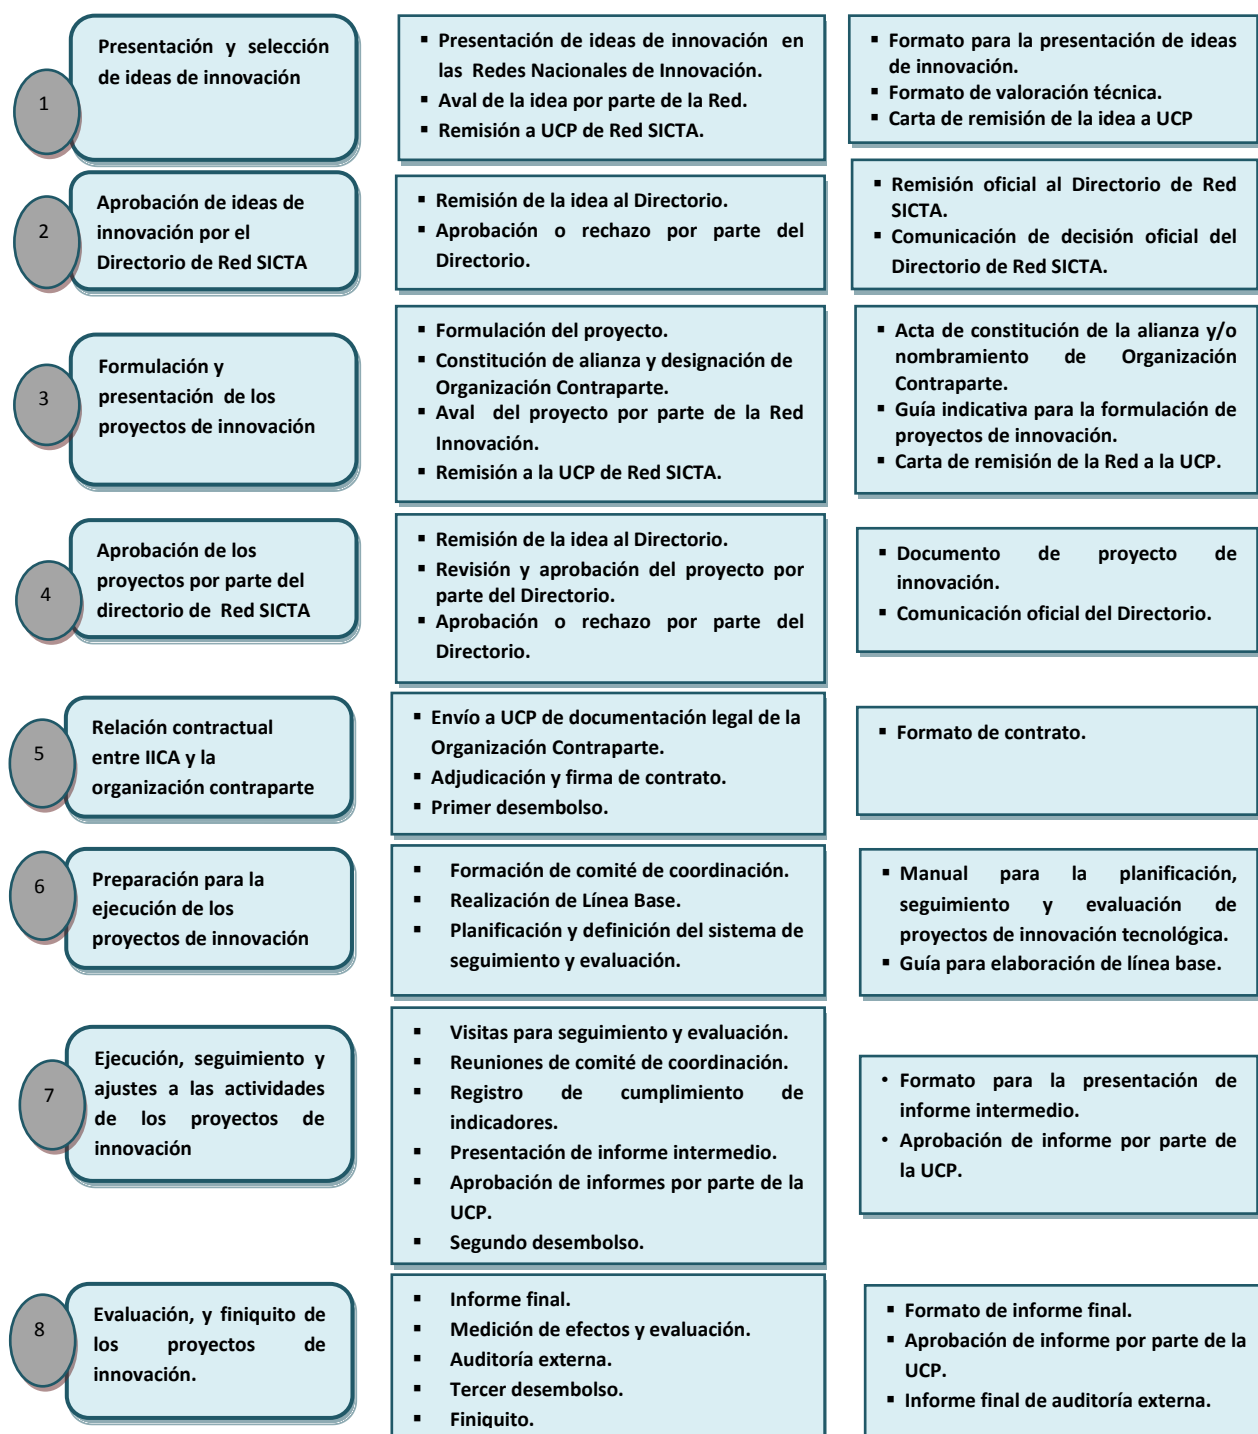 1
Presentación y selección
de ideas de innovación
▪ Presentación de ideas de innovación en
las Redes Nacionales de Innovación.
▪ Aval de la idea por parte de la Red.
▪ Remisión a UCP de Red SICTA.
▪ Formato para la presentación de ideas
de innovación.
▪ Formato de valoración técnica.
▪ Carta de remisión de la idea a UCP
2
Aprobación de ideas de
innovación por el
Directorio de Red SICTA
▪ Remisión de la idea al Directorio.
▪ Aprobación o rechazo por parte del
Directorio.
▪ Remisión oficial al Directorio de Red
SICTA.
▪ Comunicación de decisión oficial del
Directorio de Red SICTA.
3
Formulación y
presentación de los
proyectos de innovación
▪ Formulación del proyecto.
▪ Constitución de alianza y designación de
Organización Contraparte.
▪ Aval del proyecto por parte de la Red
Innovación.
▪ Remisión a la UCP de Red SICTA.
▪ Acta de constitución de la alianza y/o
nombramiento de Organización
Contraparte.
▪ Guía indicativa para la formulación de
proyectos de innovación.
▪ Carta de remisión de la Red a la UCP.
4
Aprobación de los
proyectos por parte del
directorio de Red SICTA
▪ Remisión de la idea al Directorio.
▪ Revisión y aprobación del proyecto por
parte del Directorio.
▪ Aprobación o rechazo por parte del
Directorio.
▪ Documento de proyecto de
innovación.
▪ Comunicación oficial del Directorio.
5
Relación contractual
entre IICA y la
organización contraparte
▪ Envío a UCP de documentación legal de la
Organización Contraparte.
▪ Adjudicación y firma de contrato.
▪ Primer desembolso.
▪ Formato de contrato.
6
Preparación para la
ejecución de los
proyectos de innovación
▪ Formación de comité de coordinación.
▪ Realización de Línea Base.
▪ Planificación y definición del sistema de
seguimiento y evaluación.
▪ Manual para la planificación,
seguimiento y evaluación de
proyectos de innovación tecnológica.
▪ Guía para elaboración de línea base.
7
Ejecución, seguimiento y
ajustes a las actividades
de los proyectos de
innovación
▪ Visitas para seguimiento y evaluación.
▪ Reuniones de comité de coordinación.
▪ Registro de cumplimiento de
indicadores.
▪ Presentación de informe intermedio.
▪ Aprobación de informes por parte de la
UCP.
▪ Segundo desembolso.
• Formato para la presentación de
informe intermedio.
• Aprobación de informe por parte de
la UCP.
8
Evaluación, y finiquito de
los proyectos de
innovación.
▪ Informe final.
▪ Medición de efectos y evaluación.
▪ Auditoría externa.
▪ Tercer desembolso.
▪ Finiquito.
▪ Formato de informe final.
▪ Aprobación de informe por parte de la
UCP.
▪ Informe final de auditoría externa.